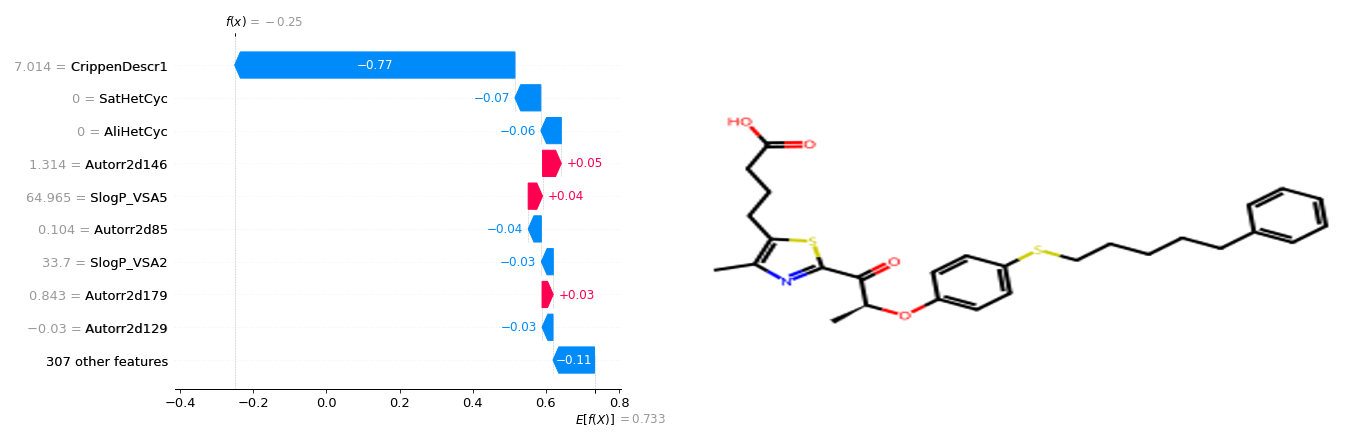 f(x) = −0.25
7.014 = CrippenDescr1
−0.77
0 = SatHetCyc
−0.07
0 = AliHetCyc
−0.06
1.314 = Autorr2d146
+0.05
64.965 = SlogP_VSA5
+0.04
0.104 = Autorr2d85
−0.04
33.7 = SlogP_VSA2
−0.03
0.843 = Autorr2d179
+0.03
−0.03 = Autorr2d129
−0.03
307 other features
−0.11
−0.4 −0.2 0.0 0.2 0.4 0.6 0.8
E[f(X)] = 0.733
HO
O
S
N
O
O
S